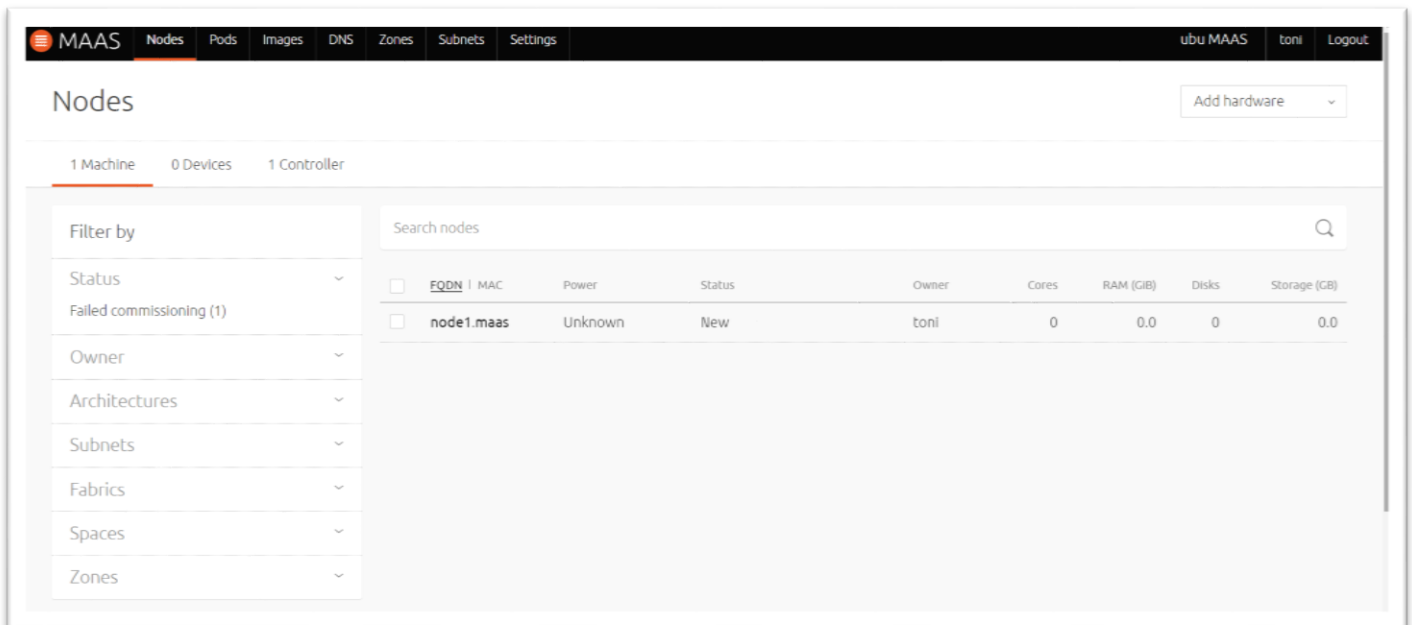 MAAS Nodes Pods Images DNS Zones Subnets Settings ubu MAAS toni Logout
Nodes
Add hardware
1 Machine 0 Devices 1 Controller
Filter by
Search nodes
Status
Failed commissioning (1)
Owner
Architectures
Subnets
Fabrics
Spaces
Zones
FQDN | MAC Power Status Owner Cores RAM (GiB) Disks Storage (GB)
node1.maas Unknown New toni 0 0.0 0 0.0